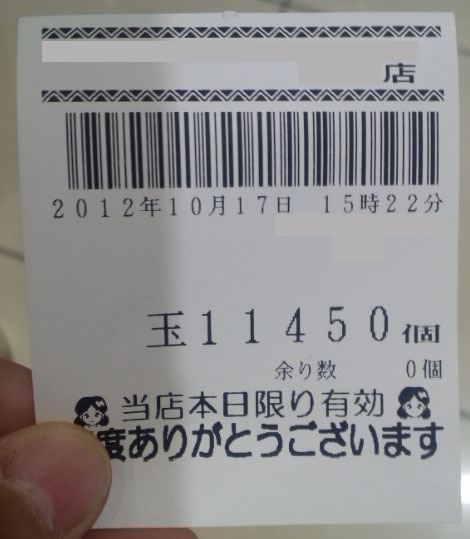 店
2012年10月17日 15時22分
玉11450個
余り数 0個
当店本日限り有効
度ありがとうございます